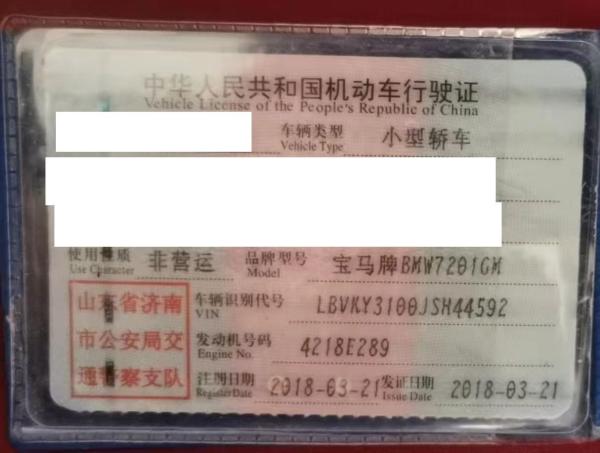 中华人民共和国机动车行驶证
Vehicle License of the People's Republic of China
车辆类型 小型轿车
Vehicle Type
使用性质 非营运 品牌型号 宝马牌BMW7201GM
Use Character Model
山东省济南 车辆识别代号 LBVKY3100JSH44592
VIN
市公安局交 发动机号码 4218E289
Engine No.
通警察支队 注册日期 2018-03-21 发证日期 2018-03-21
Register Date Issue Date